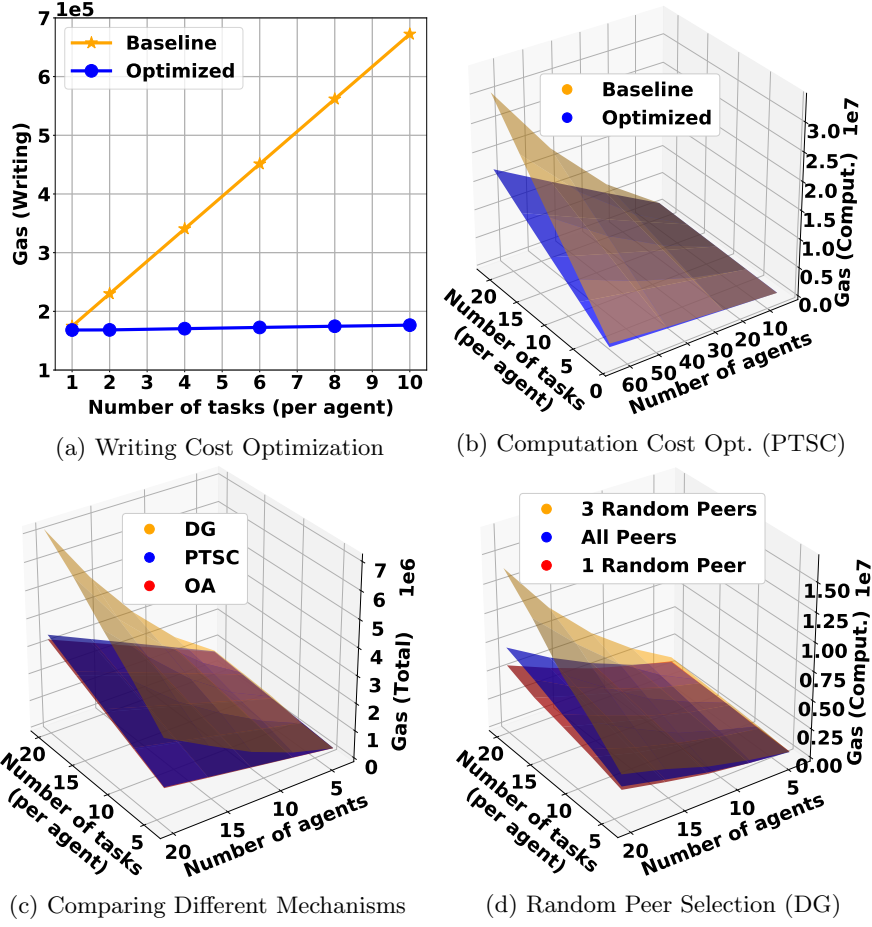 1e5
7
6
5
4
3
2
1
Gas (Writing)
Baseline
Optimized
1 2 3 4 5 6 7 8 9 10
Number of tasks (per agent)
(a) Writing Cost Optimization
Baseline
Optimized
1e7
3.0
2.5
2.0
1.5
1.0
0.5
0.0
Gas (Comput.)
20
15
10
5
0
Number of tasks
(per agent)
60 50 40 30 20 10
Number of agents
(b) Computation Cost Opt. (PTSC)
DG
PTSC
OA
1e6
7
6
5
4
3
2
1
0
Gas (Total)
20
15
10
5
Number of tasks
(per agent)
20 15 10 5
Number of agents
(c) Comparing Different Mechanisms
3 Random Peers
All Peers
1 Random Peer
1e7
1.50
1.25
1.00
0.75
0.50
0.25
0.00
Gas (Comput.)
20
15
10
5
Number of tasks
(per agent)
20 15 10 5
Number of agents
(d) Random Peer Selection (DG)